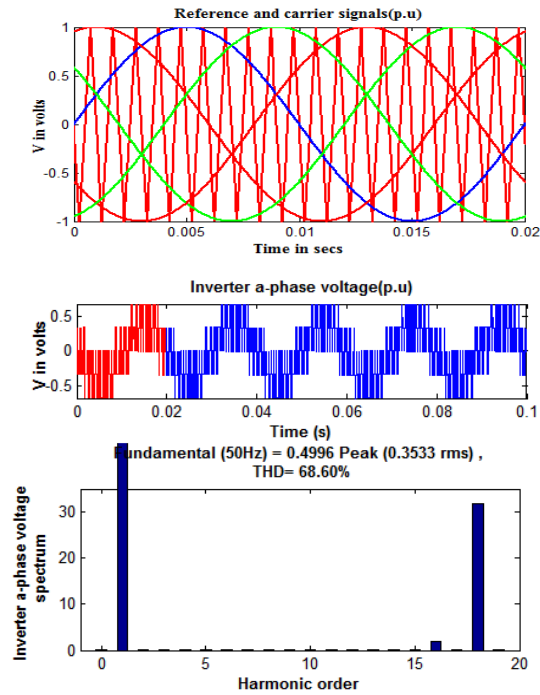 Reference and carrier signals(p.u)
V in volts
1
0.5
0
-0.5
-1
0 0.005 0.01 0.015 0.02
Time in secs
Inverter a-phase voltage(p.u)
V in volts
0.5
0
-0.5
0 0.02 0.04 0.06 0.08 0.1
Time (s)
Fundamental (50Hz) = 0.4996 Peak (0.3533 rms) ,
THD= 68.60%
Inverter a-phase voltage
spectrum
30
20
10
0
0 5 10 15 20
Harmonic order